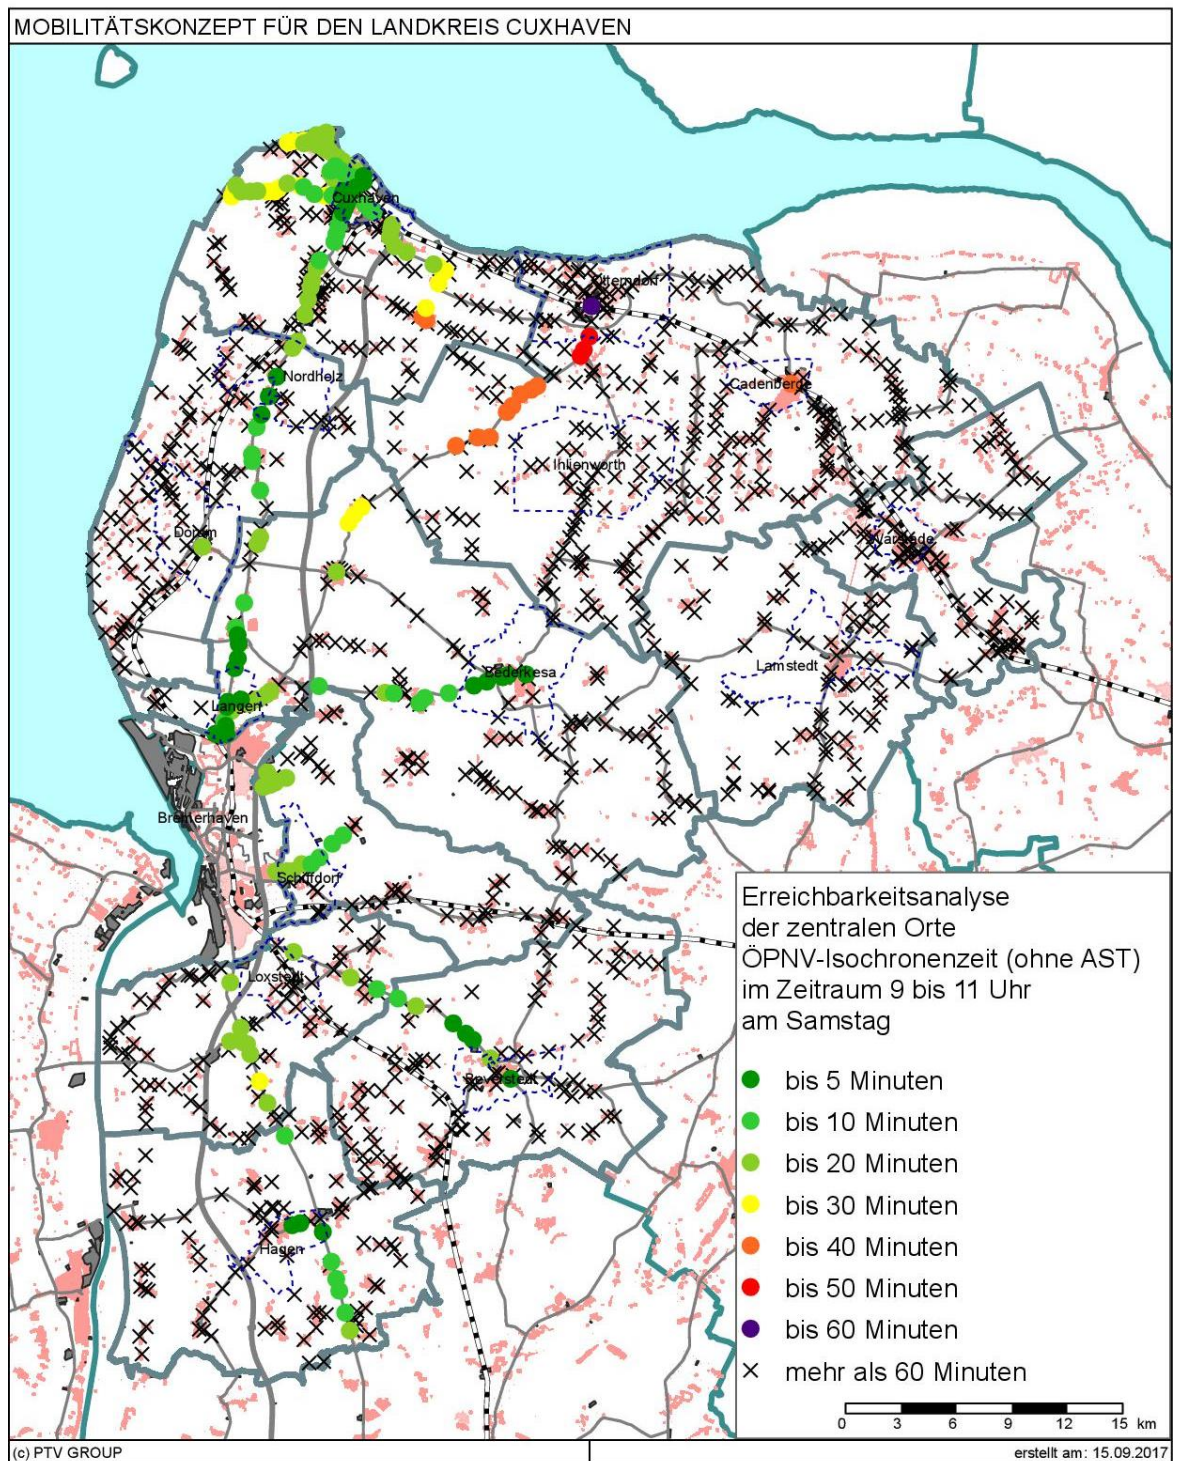 MOBILITÄTSKONZEPT FÜR DEN LANDKREIS CUXHAVEN
Cuxhaven
Otterndorf
Nordholz
Cadenberge
Ihlienworth
Dorum
Warstade
Lamstedt
Bederkesa
Langen
Bremerhaven
Schiffdorf
Loxstedt
Beverstedt
Hagen
Erreichbarkeitsanalyse
der zentralen Orte
ÖPNV-Isochronenzeit (ohne AST)
im Zeitraum 9 bis 11 Uhr
am Samstag
bis 5 Minuten
bis 10 Minuten
bis 20 Minuten
bis 30 Minuten
bis 40 Minuten
bis 50 Minuten
bis 60 Minuten
mehr als 60 Minuten
0 3 6 9 12 15 km
(c) PTV GROUP
erstellt am: 15.09.2017